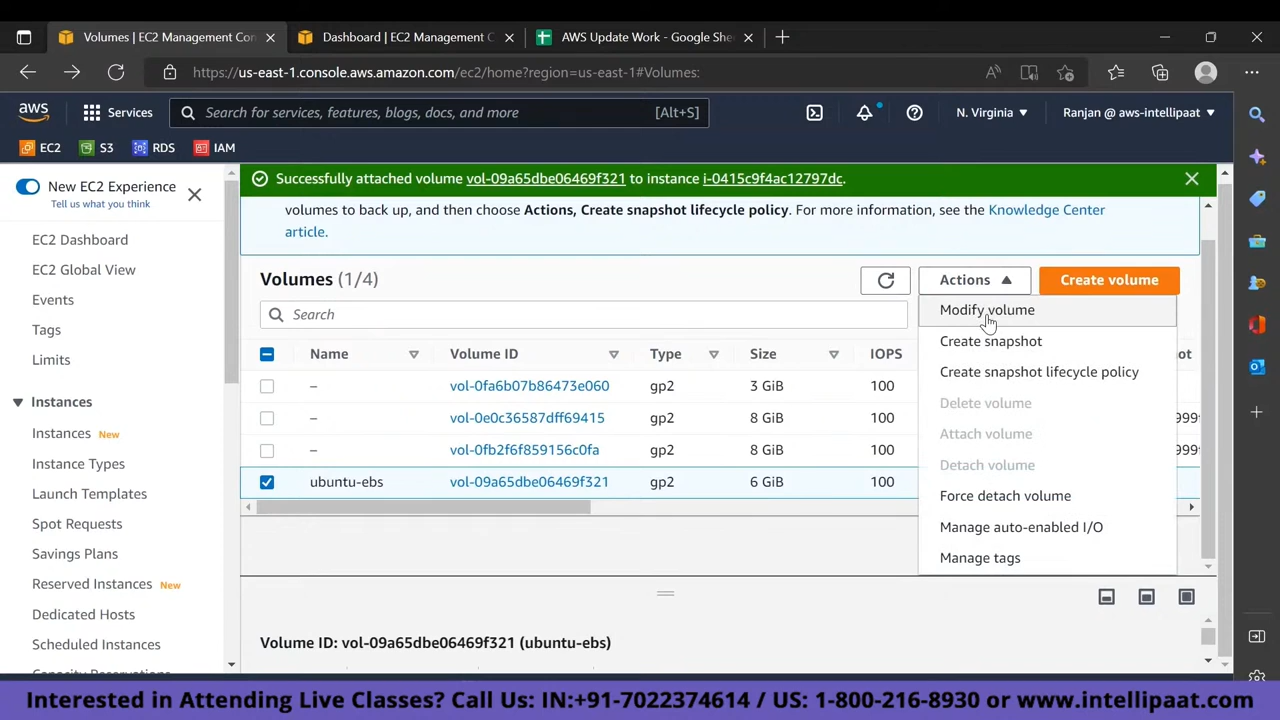 Volumes | EC2 Management Con
Dashboard | EC2 Management C
AWS Update Work - Google She
https://us-east-1.console.aws.amazon.com/ec2/home?region=us-east-1#Volumes:
aws
Services
Search for services, features, blogs, docs, and more
[Alt+S]
N. Virginia
Ranjan @ aws-intellipaat
EC2
S3
RDS
IAM
New EC2 Experience
Tell us what you think
EC2 Dashboard
EC2 Global View
Events
Tags
Limits
Instances
Instances New
Instance Types
Launch Templates
Spot Requests
Savings Plans
Reserved Instances New
Dedicated Hosts
Scheduled Instances
Capacity Reservations
Successfully attached volume vol-09a65dbe06469f321 to instance i-0415c9f4ac12797dc.
volumes to back up, and then choose Actions, Create snapshot lifecycle policy. For more information, see the Knowledge Center
article.
Volumes (1/4)
Actions
Create volume
Search
Name Volume ID Type Size IOPS
– vol-0fa6b07b86473e060 gp2 3 GiB 100
– vol-0e0c36587dff69415 gp2 8 GiB 100
– vol-0fb2f6f859156c0fa gp2 8 GiB 100
ubuntu-ebs vol-09a65dbe06469f321 gp2 6 GiB 100
Modify volume
Create snapshot
Create snapshot lifecycle policy
Delete volume
Attach volume
Detach volume
Force detach volume
Manage auto-enabled I/O
Manage tags
Volume ID: vol-09a65dbe06469f321 (ubuntu-ebs)
Interested in Attending Live Classes? Call Us: IN:+91-7022374614 / US: 1-800-216-8930 or www.intellipaat.com